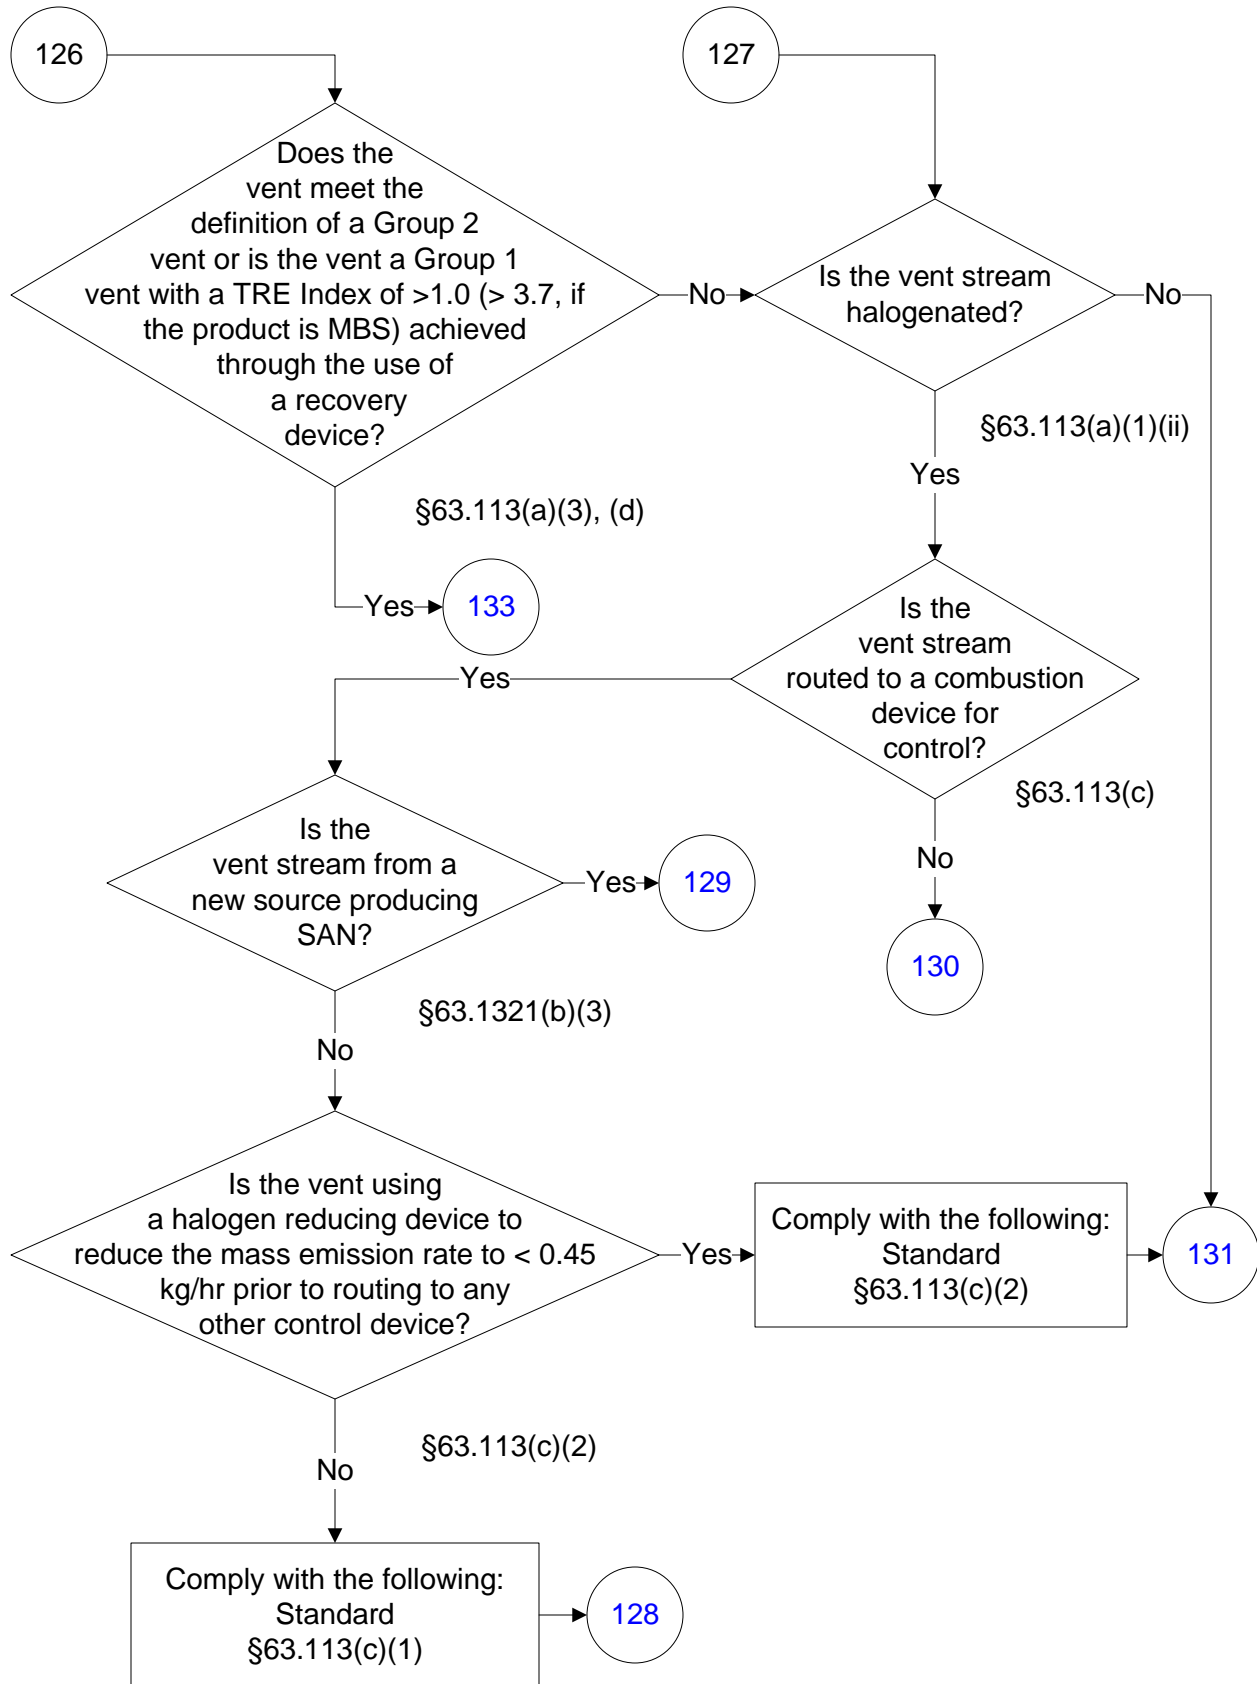 126
127
Does the
vent meet the
definition of a Group 2
vent or is the vent a Group 1
vent with a TRE Index of >1.0 (> 3.7, if
the product is MBS) achieved
through the use of
a recovery
device?
No
Is the vent stream
halogenated?
No
§63.113(a)(1)(ii)
Yes
§63.113(a)(3), (d)
Yes
133
Is the
vent stream
routed to a combustion
device for
control?
Yes
§63.113(c)
No
130
Is the
vent stream from a
new source producing
SAN?
Yes
129
§63.1321(b)(3)
No
Is the vent using
a halogen reducing device to
reduce the mass emission rate to < 0.45
kg/hr prior to routing to any
other control device?
Yes
Comply with the following:
Standard
§63.113(c)(2)
131
§63.113(c)(2)
No
Comply with the following:
Standard
§63.113(c)(1)
128